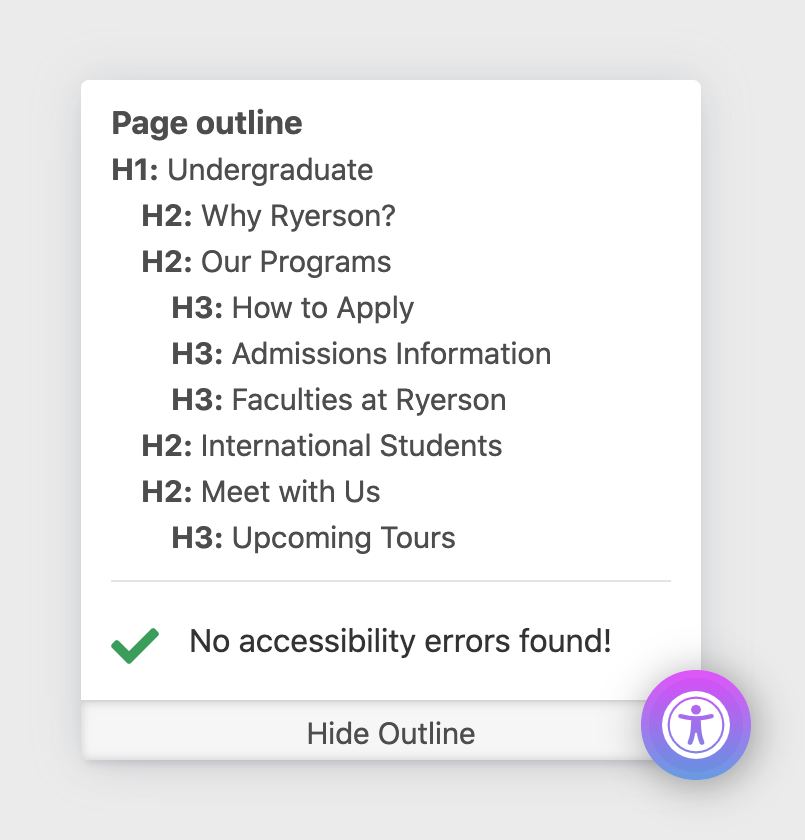 Page outline
H1: Undergraduate
H2: Why Ryerson?
H2: Our Programs
H3: How to Apply
H3: Admissions Information
H3: Faculties at Ryerson
H2: International Students
H2: Meet with Us
H3: Upcoming Tours
No accessibility errors found!
Hide Outline